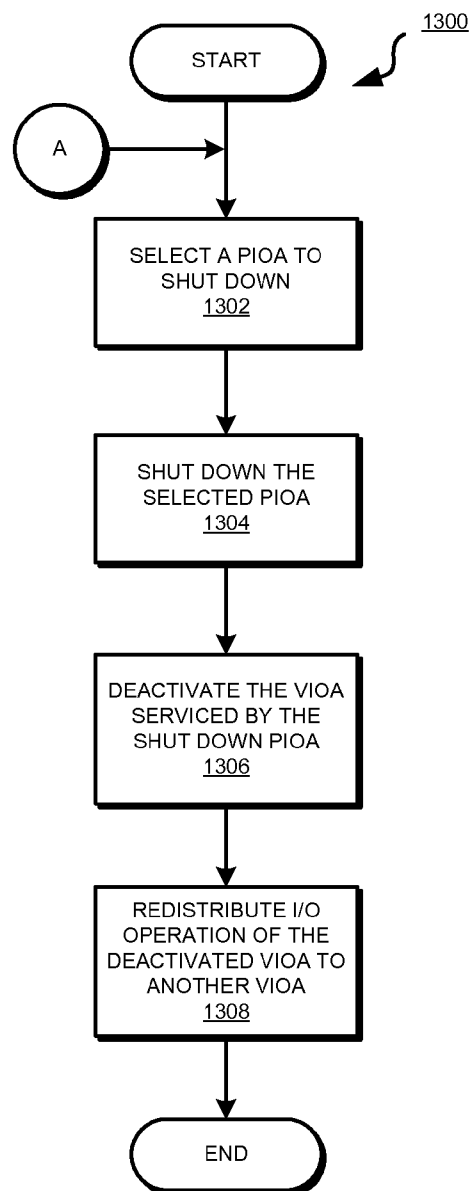 1300
START
A
SELECT A PIOA TO
SHUT DOWN
1302
SHUT DOWN THE
SELECTED PIOA
1304
DEACTIVATE THE VIOA
SERVICED BY THE
SHUT DOWN PIOA
1306
REDISTRIBUTE I/O
OPERATION OF THE
DEACTIVATED VIOA TO
ANOTHER VIOA
1308
END